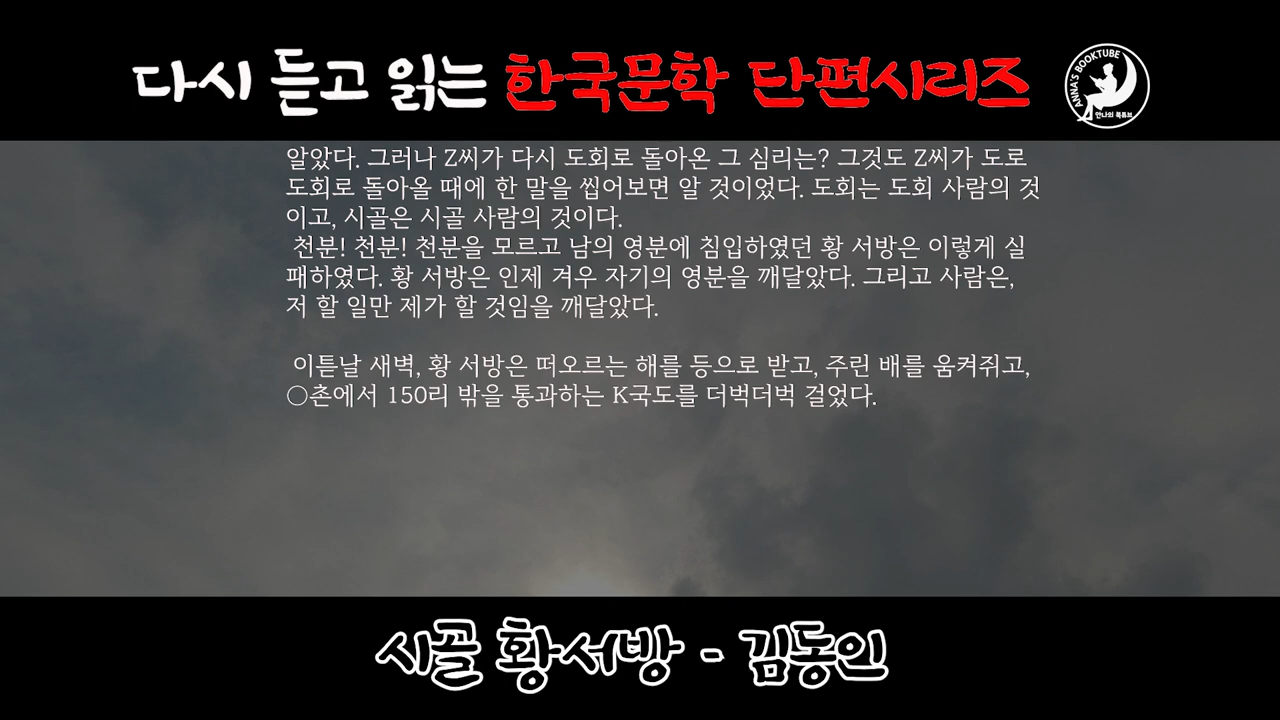 다시 듣고 읽는 한국문학 단편시리즈
ANNA'S BOOKTUBE
안나의 북튜브
알았다. 그러나 Z씨가 다시 도회로 돌아온 그 심리는? 그것도 Z씨가 도로
도회로 돌아올 때에 한 말을 씹어보면 알 것이었다. 도회는 도회 사람의 것
이고, 시골은 시골 사람의 것이다.
천분! 천분! 천분을 모르고 남의 영분에 침입하였던 황 서방은 이렇게 실
패하였다. 황 서방은 인제 겨우 자기의 영분을 깨달았다. 그리고 사람은,
저 할 일만 제가 할 것임을 깨달았다.
이튿날 새벽, 황 서방은 떠오르는 해를 등으로 받고, 주린 배를 움켜쥐고,
○촌에서 150리 밖을 통과하는 K국도를 더벅더벅 걸었다.
시골 황서방 - 김동인